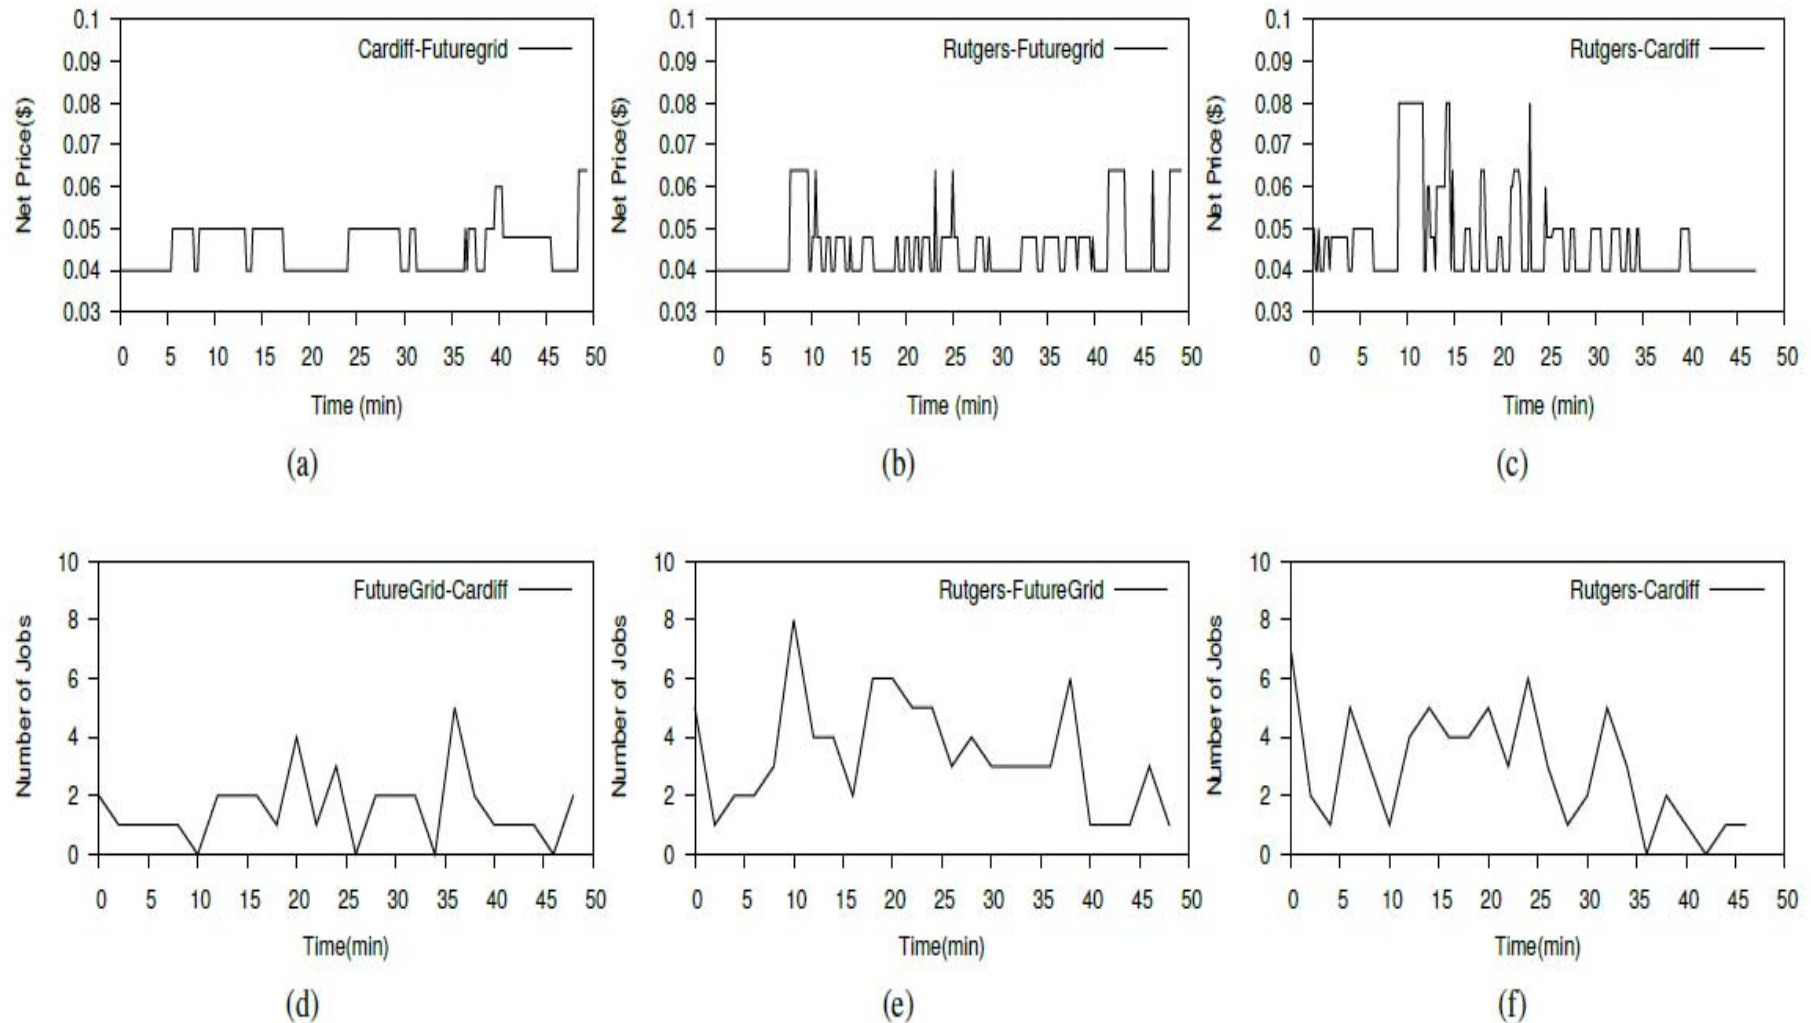 0.1
0.09
0.08
0.07
0.06
0.05
0.04
0.03
Net Price($)
Cardiff-Futuregrid
0 5 10 15 20 25 30 35 40 45 50
Time (min)
(a)
0.1
0.09
0.08
0.07
0.06
0.05
0.04
0.03
Net Price($)
Rutgers-Futuregrid
0 5 10 15 20 25 30 35 40 45 50
Time (min)
(b)
0.1
0.09
0.08
0.07
0.06
0.05
0.04
0.03
Net Price($)
Rutgers-Cardiff
0 5 10 15 20 25 30 35 40 45 50
Time (min)
(c)
10
8
6
4
2
0
Number of Jobs
FutureGrid-Cardiff
0 5 10 15 20 25 30 35 40 45 50
Time(min)
(d)
10
8
6
4
2
0
Number of Jobs
Rutgers-FutureGrid
0 5 10 15 20 25 30 35 40 45 50
Time(min)
(e)
10
8
6
4
2
0
Number of Jobs
Rutgers-Cardiff
0 5 10 15 20 25 30 35 40 45 50
Time(min)
(f)